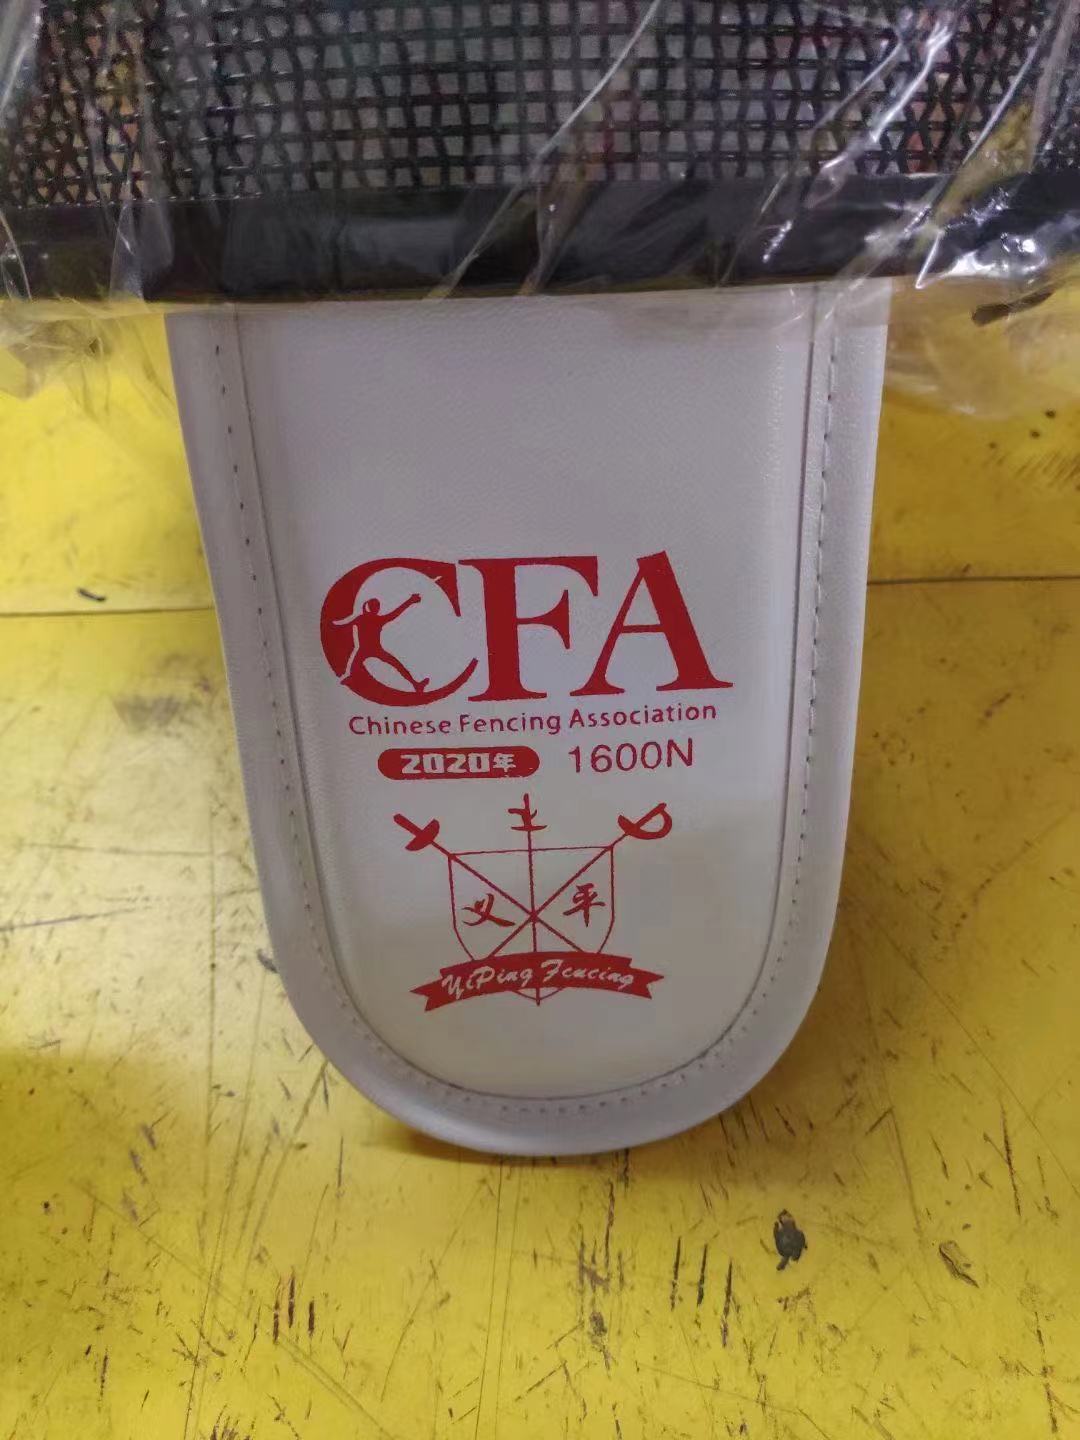 CFA
Chinese Fencing Association
2020年 1600N
义 平
YiPing Fencing